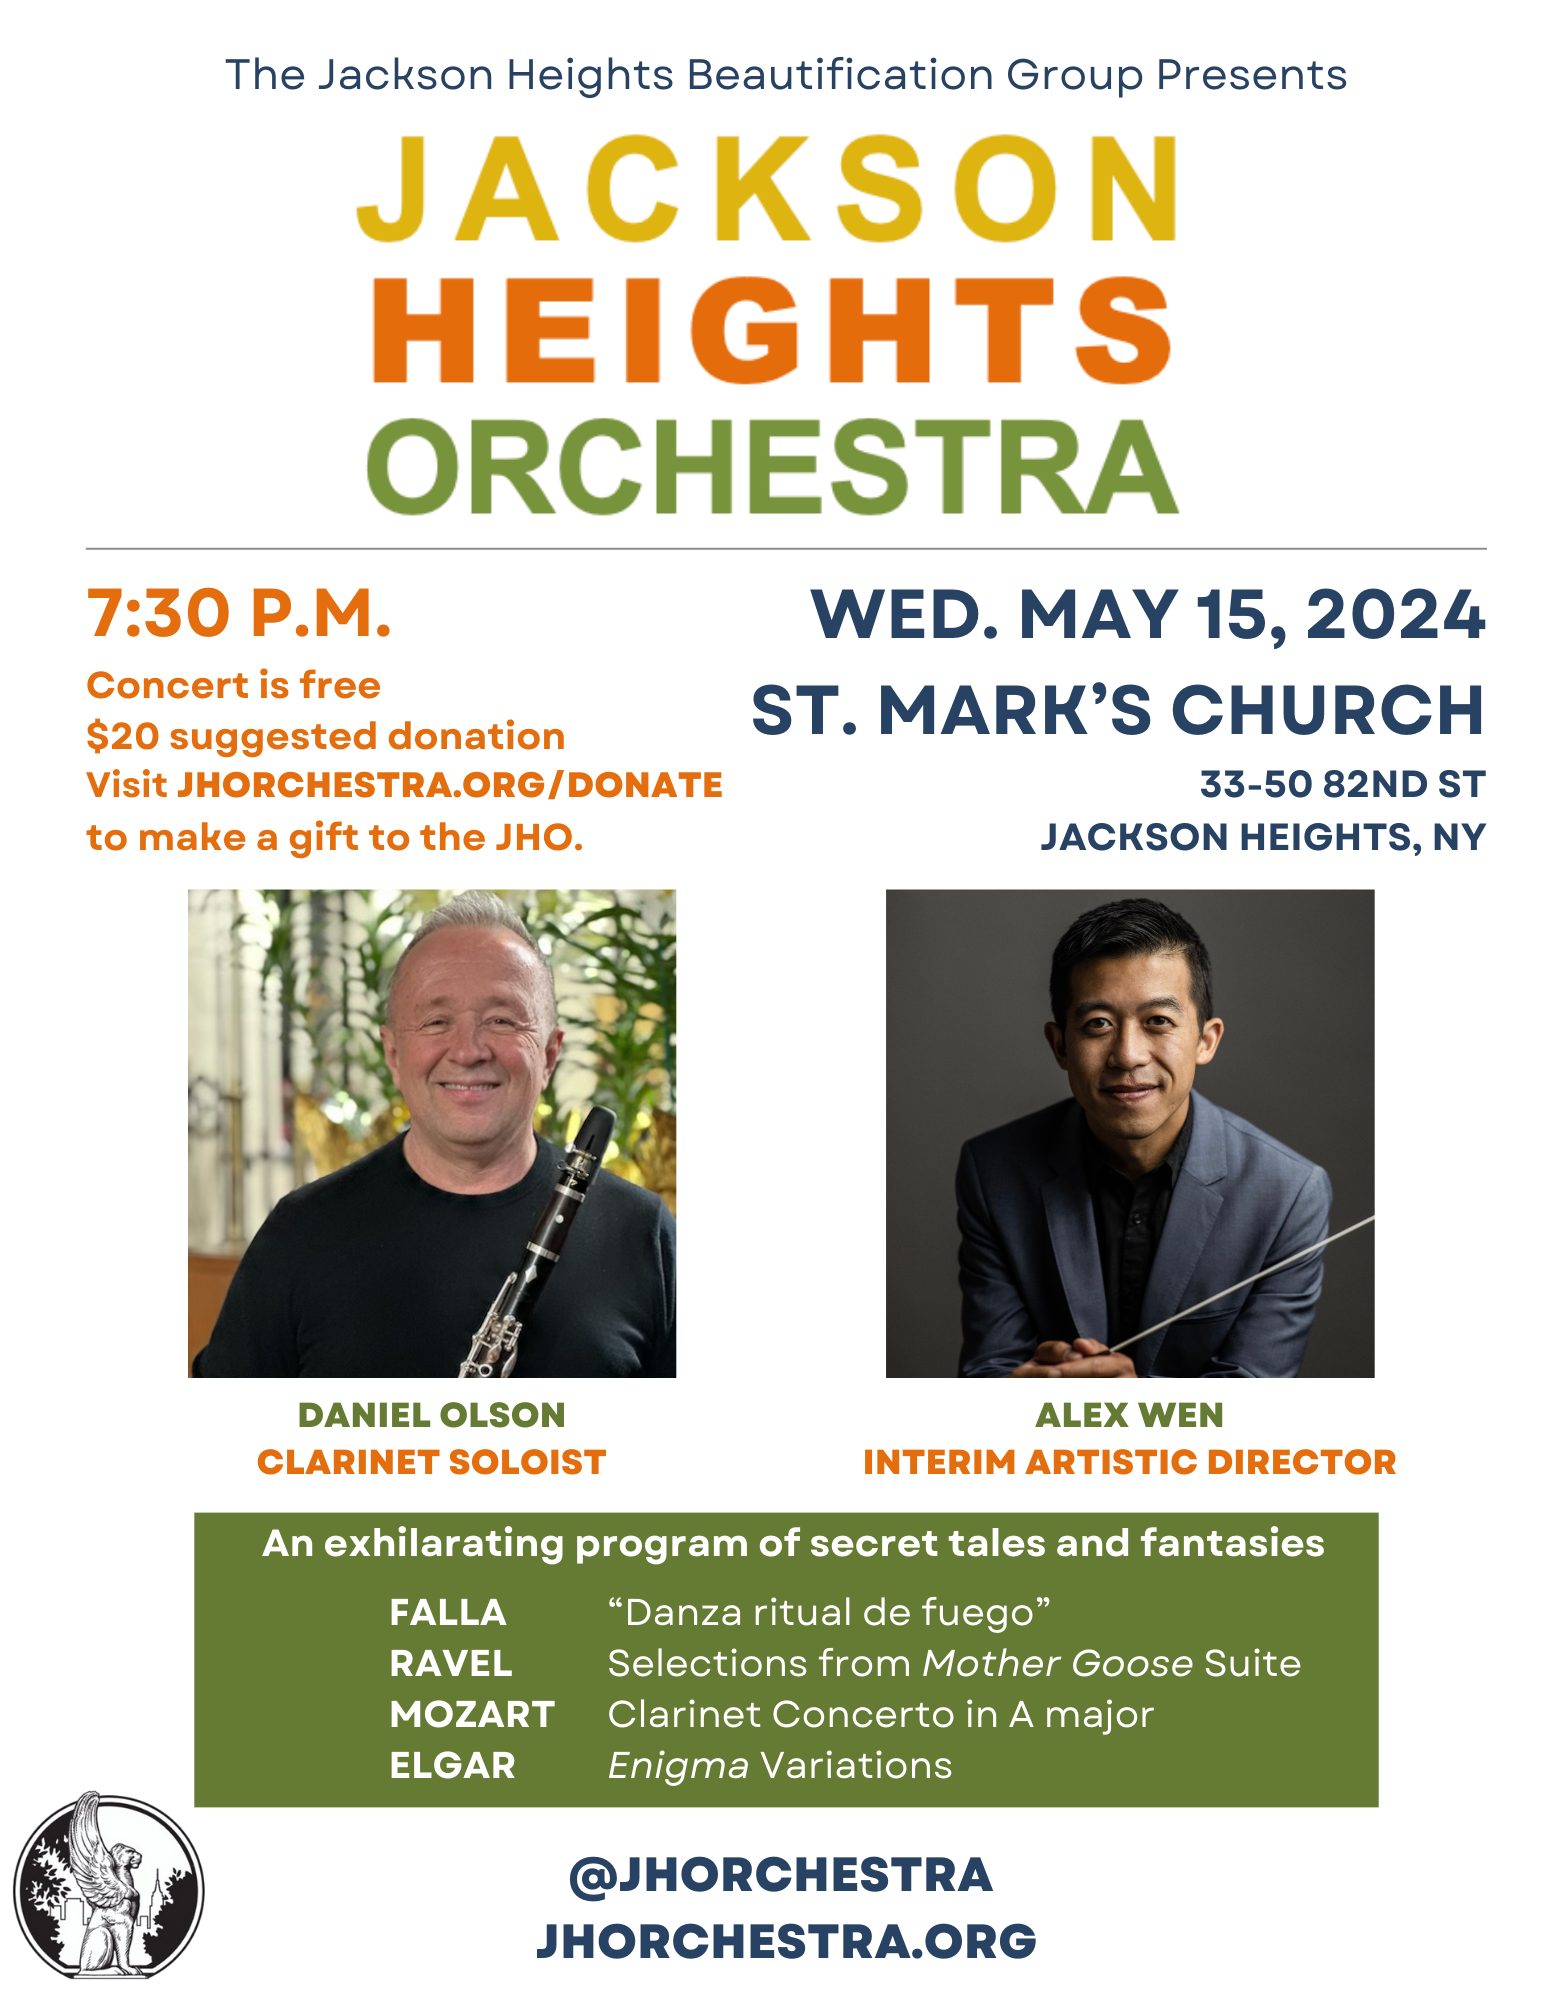 The Jackson Heights Beautification Group Presents
JACKSON
HEIGHTS
ORCHESTRA
7:30 P.M.
Concert is free
$20 suggested donation
Visit JHORCHESTRA.ORG/DONATE
to make a gift to the JHO.
WED. MAY 15, 2024
ST. MARK’S CHURCH
33-50 82ND ST
JACKSON HEIGHTS, NY
DANIEL OLSON
CLARINET SOLOIST
ALEX WEN
INTERIM ARTISTIC DIRECTOR
An exhilarating program of secret tales and fantasies
FALLA “Danza ritual de fuego”
RAVEL Selections from Mother Goose Suite
MOZART Clarinet Concerto in A major
ELGAR Enigma Variations
@JHORCHESTRA
JHORCHESTRA.ORG